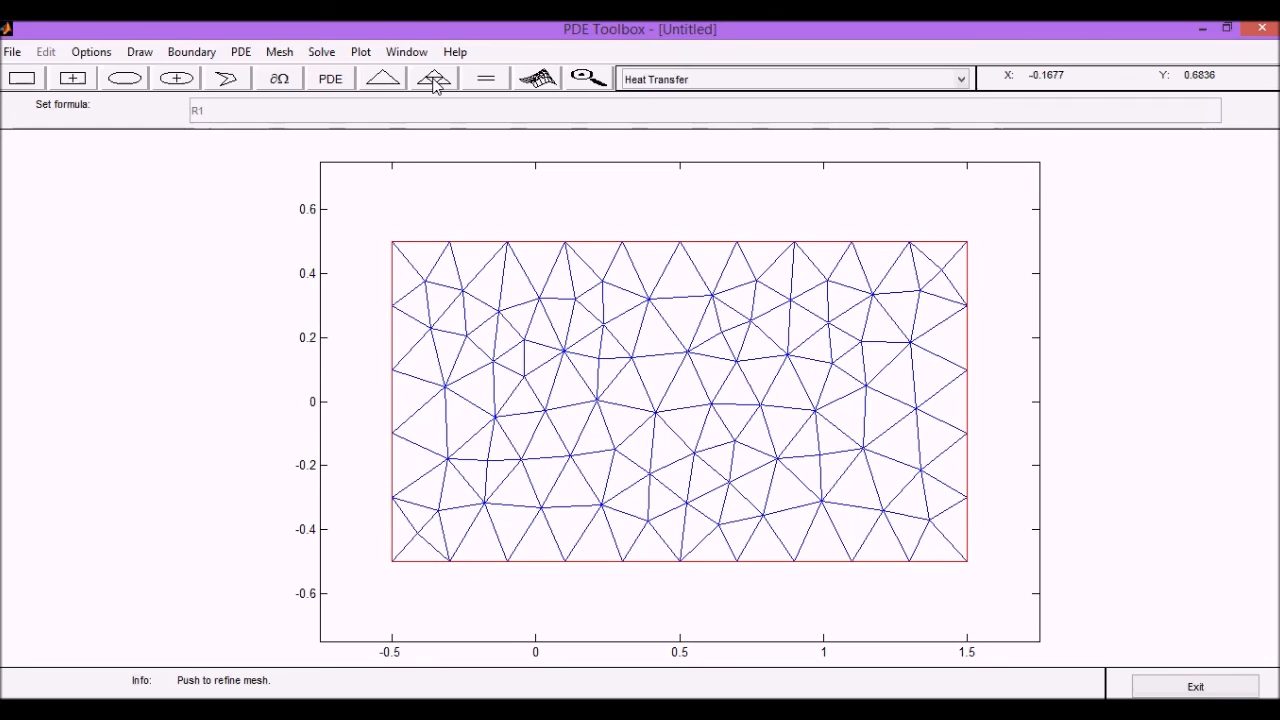 PDE Toolbox - [Untitled]
File Edit Options Draw Boundary PDE Mesh Solve Plot Window Help
∂Ω PDE Heat Transfer X: -0.1677 Y: 0.6836
Set formula: R1
0.6
0.4
0.2
0
-0.2
-0.4
-0.6
-0.5 0 0.5 1 1.5
Info: Push to refine mesh. Exit